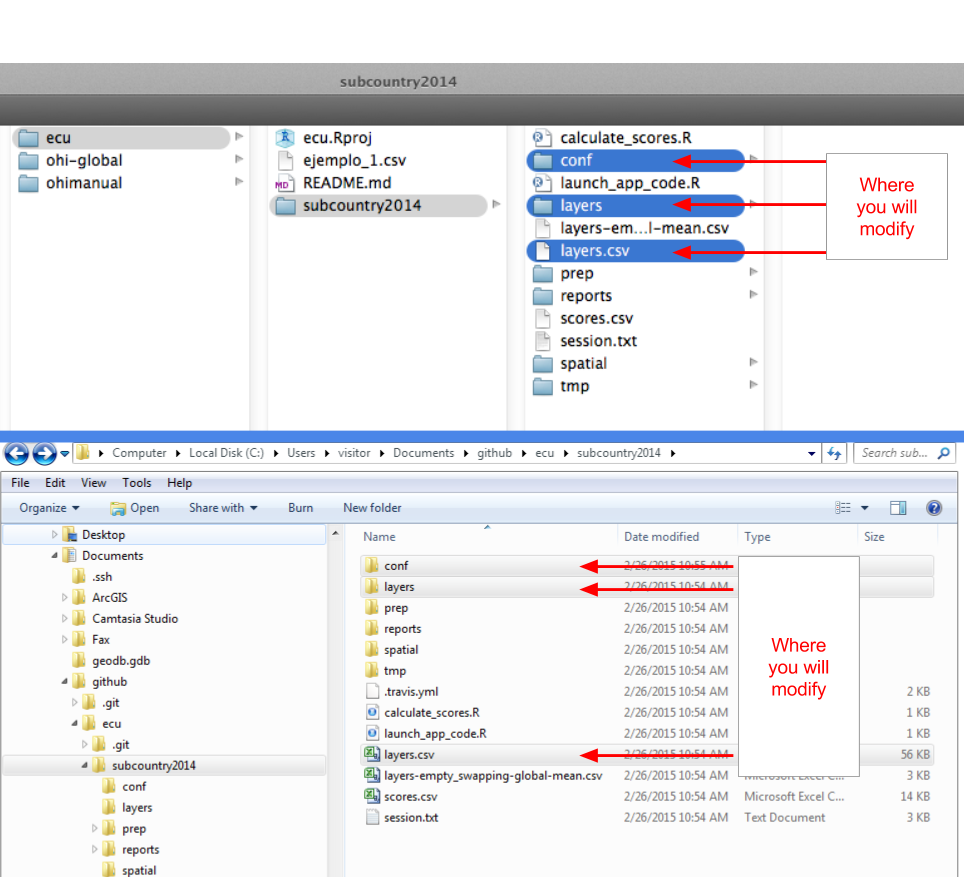 subcountry2014
ecu
ohi-global
ohimanual
ecu.Rproj
ejemplo_1.csv
MD README.md
subcountry2014
calculate_scores.R
conf
launch_app_code.R
layers
layers-em...l-mean.csv
layers.csv
prep
reports
scores.csv
session.txt
spatial
tmp
Where
you will
modify
Computer Local Disk (C:) Users visitor Documents github ecu subcountry2014 Search sub...
File Edit View Tools Help
Organize Open Share with Burn New folder
Desktop
Documents
.ssh
ArcGIS
Camtasia Studio
Fax
geodb.gdb
github
.git
ecu
.git
subcountry2014
conf
layers
prep
reports
spatial
Name Date modified Type Size
conf 2/26/2015 10:55 AM
layers 2/26/2015 10:54 AM
prep 2/26/2015 10:54 AM
reports 2/26/2015 10:54 AM
spatial 2/26/2015 10:54 AM
tmp 2/26/2015 10:54 AM
.travis.yml 2/26/2015 10:54 AM 2 KB
calculate_scores.R 2/26/2015 10:54 AM 1 KB
launch_app_code.R 2/26/2015 10:54 AM 1 KB
layers.csv 2/26/2015 10:54 AM 56 KB
layers-empty_swapping-global-mean.csv 2/26/2015 10:54 AM Microsoft Excel C... 3 KB
scores.csv 2/26/2015 10:54 AM Microsoft Excel C... 14 KB
session.txt 2/26/2015 10:54 AM Text Document 3 KB
Where
you will
modify